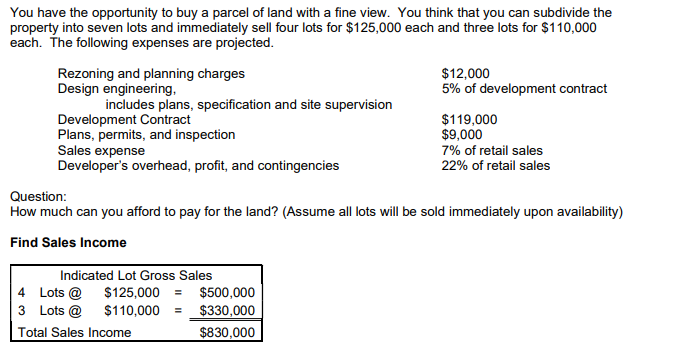 You have the opportunity to buy a parcel of land with a fine view.  You think that you can subdivide the
property into seven lots and immediately sell four lots for $125,000 each and three lots for $110,000
each.  The following expenses are projected.
Rezoning and planning charges $12,000
Design engineering, 5% of development contract
includes plans, specification and site supervision
Development Contract $119,000
Plans, permits, and inspection $9,000
Sales expense 7% of retail sales
Developer's overhead, profit, and contingencies 22% of retail sales
Question:
How much can you afford to pay for the land? (Assume all lots will be sold immediately upon availability)
Find Sales Income
Indicated Lot Gross Sales
4 Lots @ $125,000 = $500,000
3 Lots @ $110,000 = $330,000
Total Sales Income $830,000